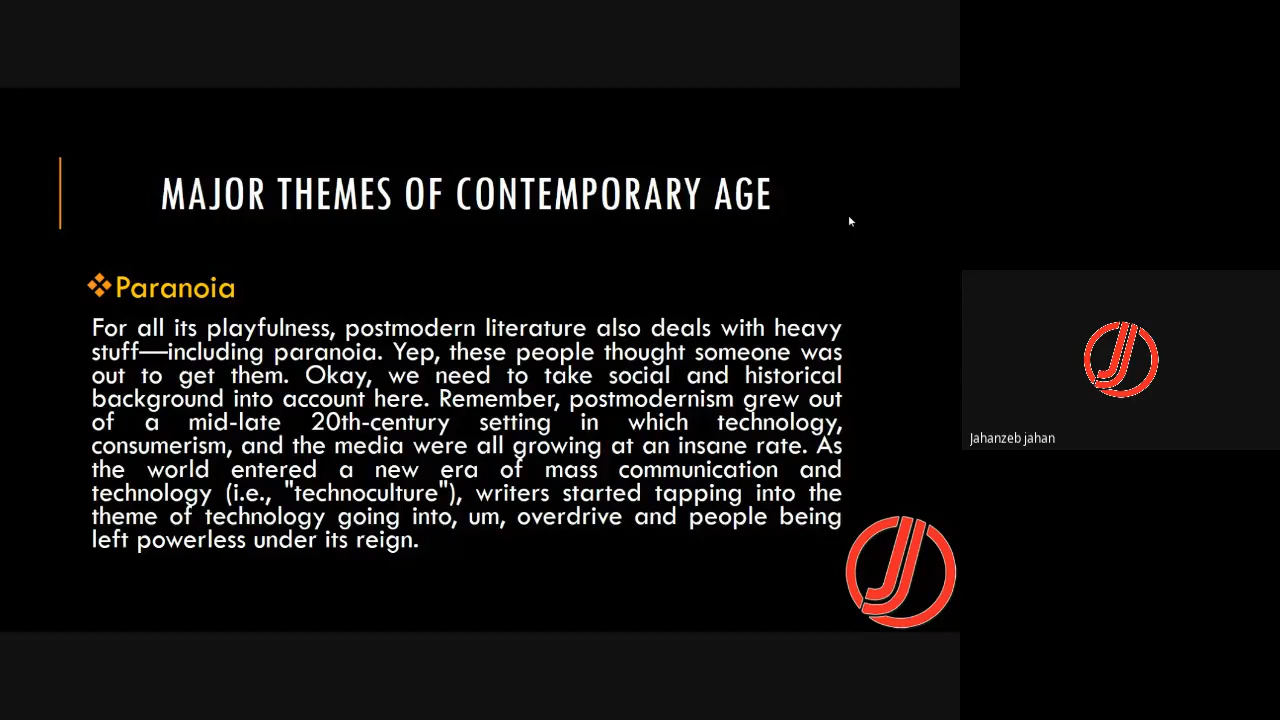 MAJOR THEMES OF CONTEMPORARY AGE
Paranoia
For all its playfulness, postmodern literature also deals with heavy
stuff—including paranoia. Yep, these people thought someone was
out to get them. Okay, we need to take social and historical
background into account here. Remember, postmodernism grew out
of a mid-late 20th-century setting in which technology,
consumerism, and the media were all growing at an insane rate. As
the world entered a new era of mass communication and
technology (i.e., "technoculture"), writers started tapping into the
theme of technology going into, um, overdrive and people being
left powerless under its reign.
Jahanzeb jahan